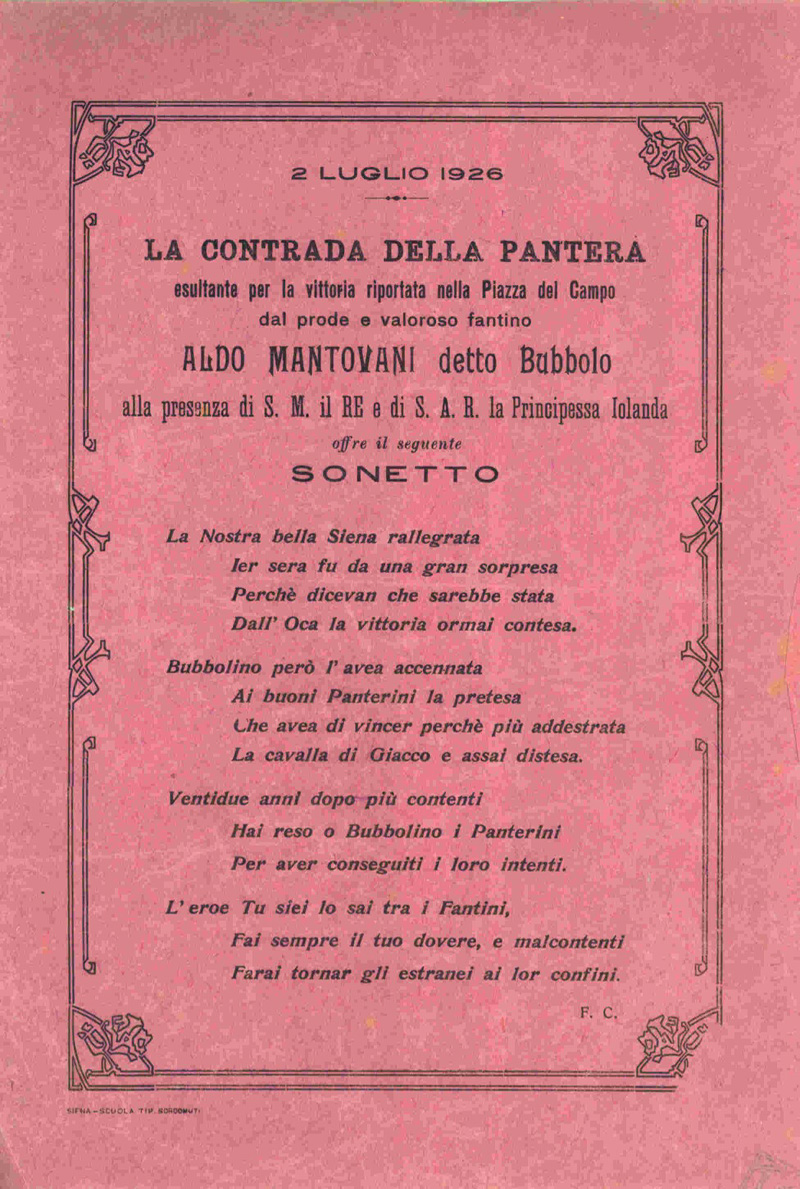 2 LUGLIO 1926
LA CONTRADA DELLA PANTERA
esultante per la vittoria riportata nella Piazza del Campo
dal prode e valoroso fantino
ALDO MANTOVANI detto Bubbolo
alla presenza di S. M. il RE e di S. A. R. la Principessa Iolanda
offre il seguente
SONETTO
La Nostra bella Siena rallegrata
Ier sera fu da una gran sorpresa
Perchè dicevan che sarebbe stata
Dall' Oca la vittoria ormai contesa.
Bubbolino però l' avea accennata
Ai buoni Panterini la pretesa
Che avea di vincer perchè più addestrata
La cavalla di Giacco e assai distesa.
Ventidue anni dopo più contenti
Hai reso o Bubbolino i Panterini
Per aver conseguiti i loro intenti.
L' eroe Tu siei lo sai tra i Fantini,
Fai sempre il tuo dovere, e malcontenti
Farai tornar gli estranei ai lor confini.
F. C.
SIENA - SCUOLA TIP. SORDOMUTI